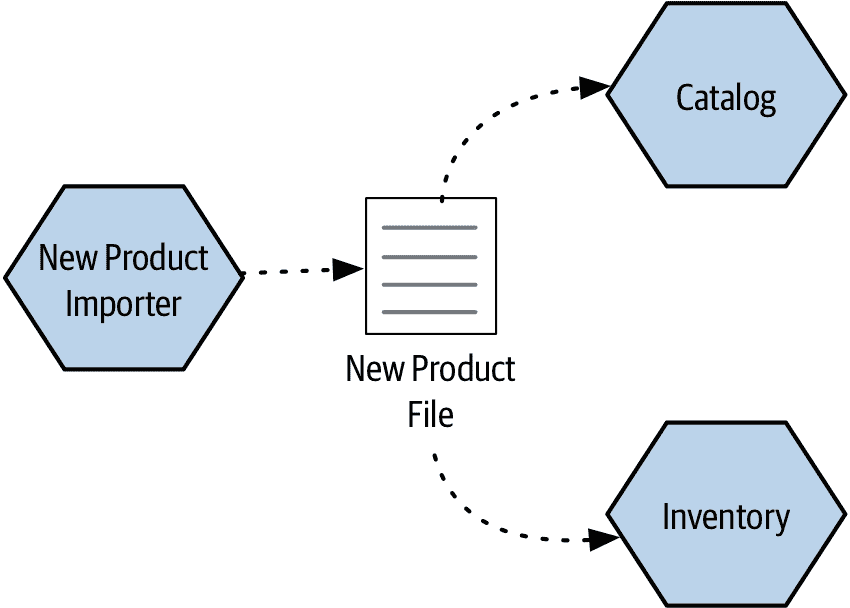 Catalog
New Product
Importer
New Product
File
Inventory